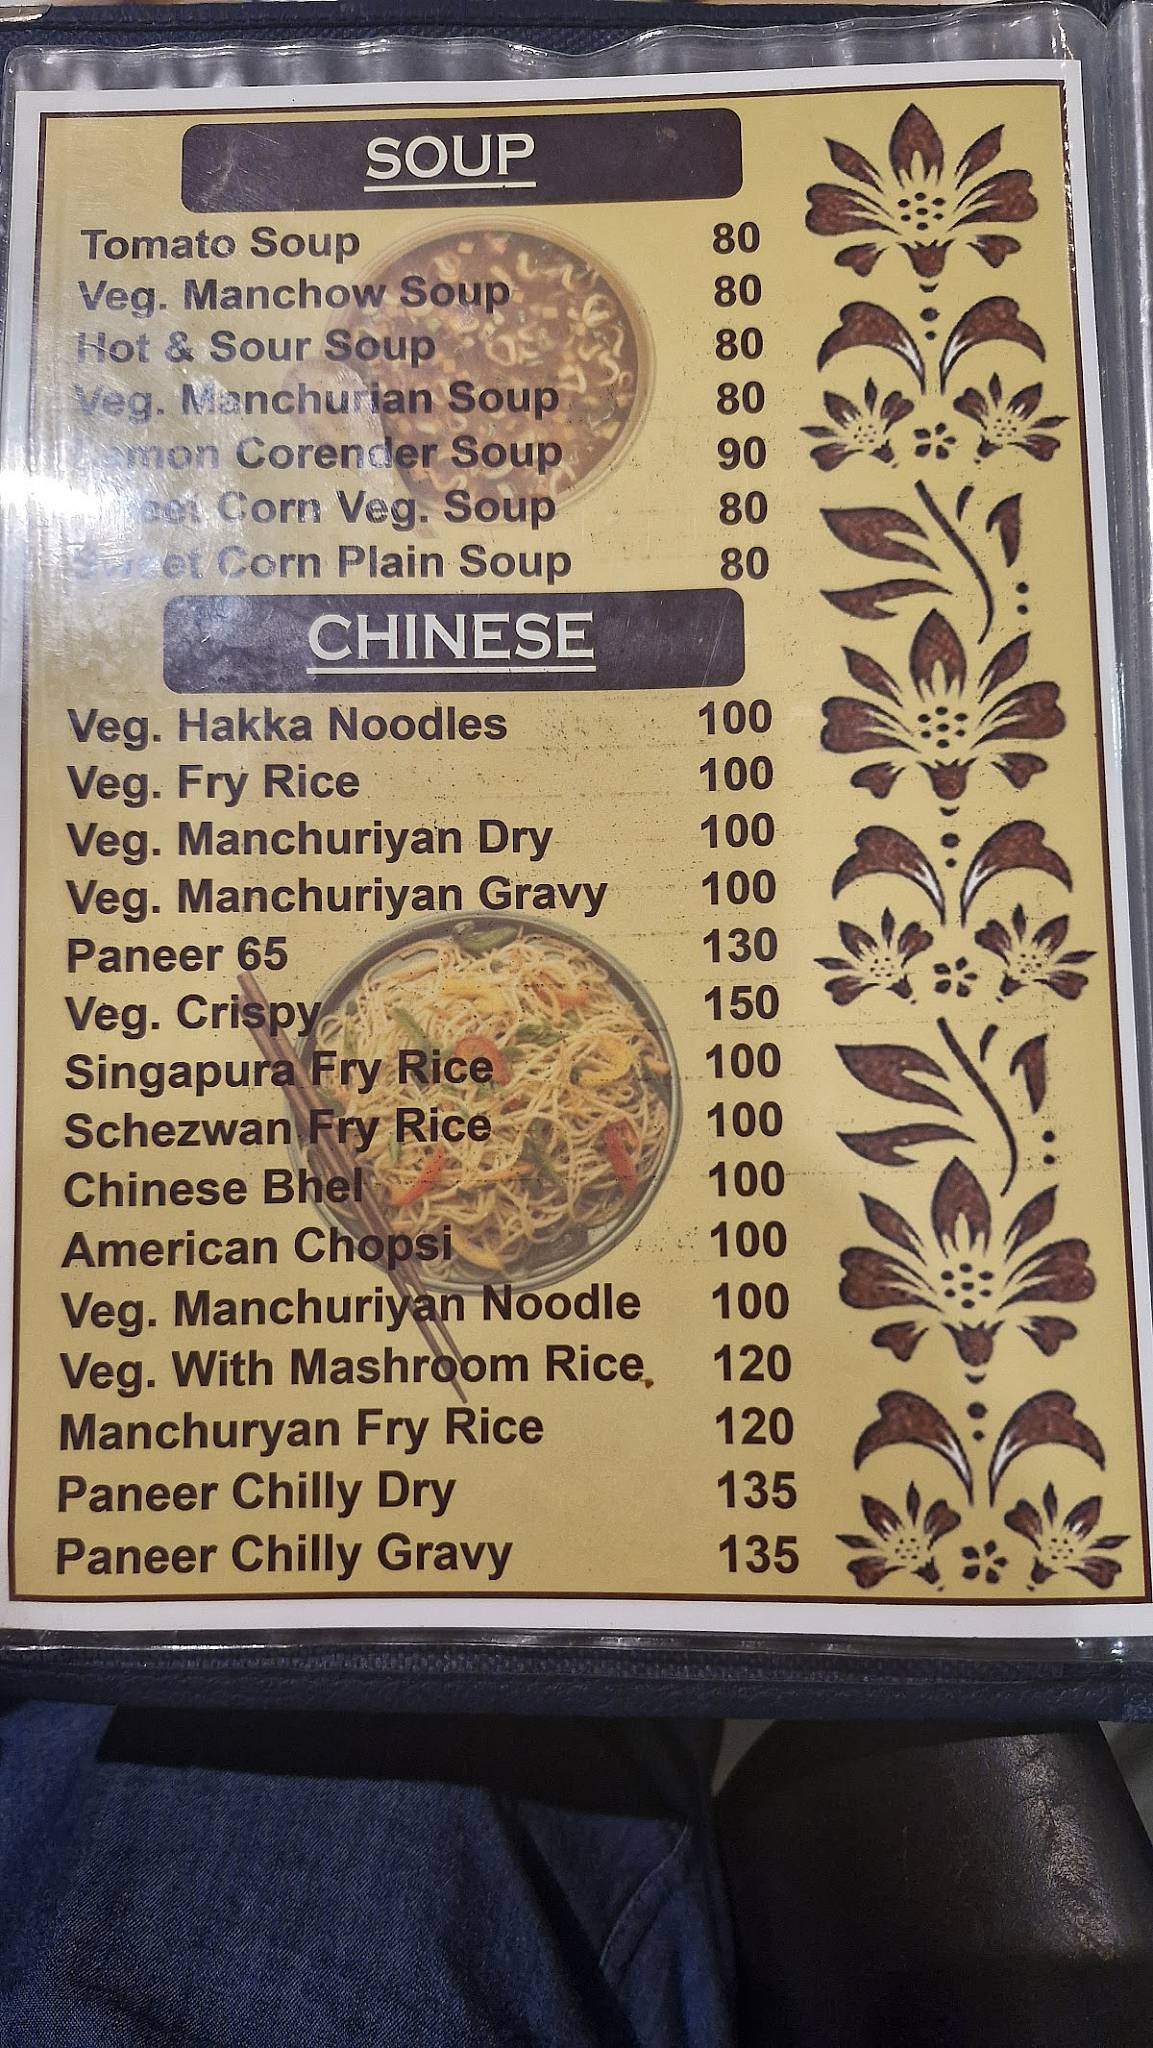 SOUP
Tomato Soup 80
Veg. Manchow Soup 80
Hot & Sour Soup 80
Veg. Manchurian Soup 80
Lemon Corender Soup 90
Sweet Corn Veg. Soup 80
Sweet Corn Plain Soup 80
CHINESE
Veg. Hakka Noodles 100
Veg. Fry Rice 100
Veg. Manchuriyan Dry 100
Veg. Manchuriyan Gravy 100
Paneer 65 130
Veg. Crispy 150
Singapura Fry Rice 100
Schezwan Fry Rice 100
Chinese Bhel 100
American Chopsi 100
Veg. Manchuriyan Noodle 100
Veg. With Mashroom Rice 120
Manchuryan Fry Rice 120
Paneer Chilly Dry 135
Paneer Chilly Gravy 135